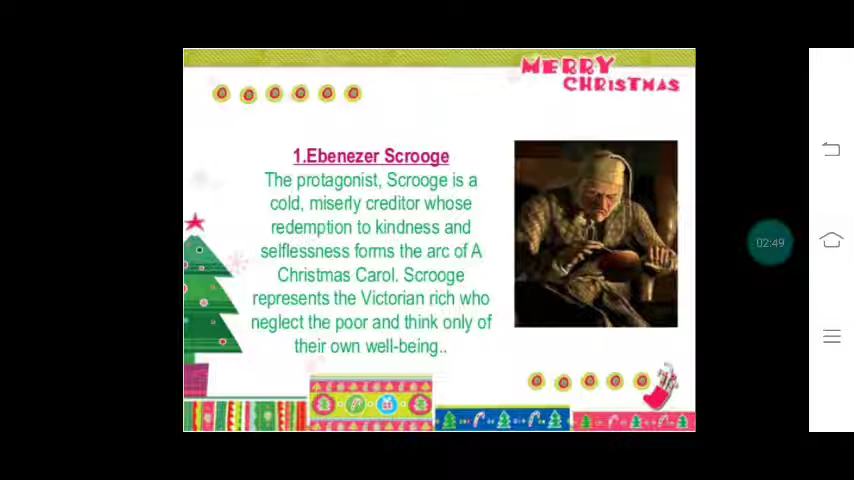 MERRY
CHRISTMAS
1.Ebenezer Scrooge
The protagonist, Scrooge is a
cold, miserly creditor whose
redemption to kindness and
selflessness forms the arc of A
Christmas Carol. Scrooge
represents the Victorian rich who
neglect the poor and think only of
their own well-being..
02:49